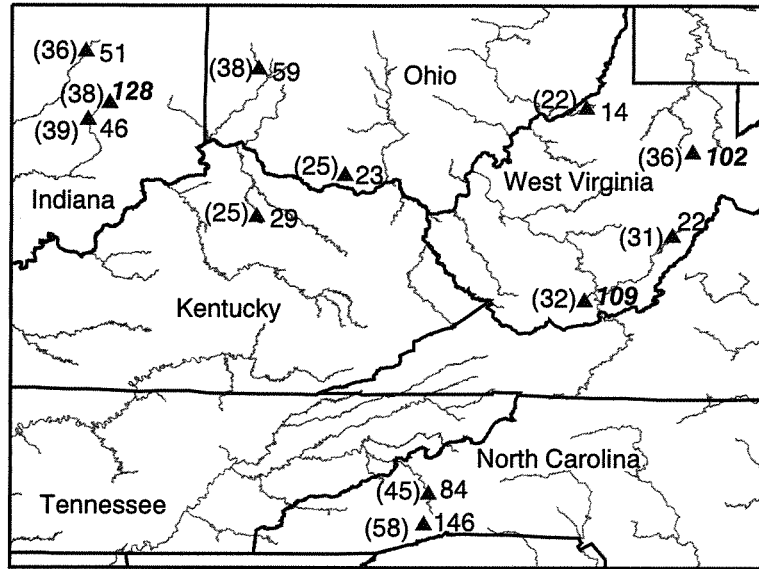 (36) 51
(38) 59
Ohio
(38) 128
(22) 14
(39) 46
(36) 102
(25) 23
West Virginia
Indiana
(25) 29
(31) 22
(32) 109
Kentucky
North Carolina
(45) 84
Tennessee
(58) 146